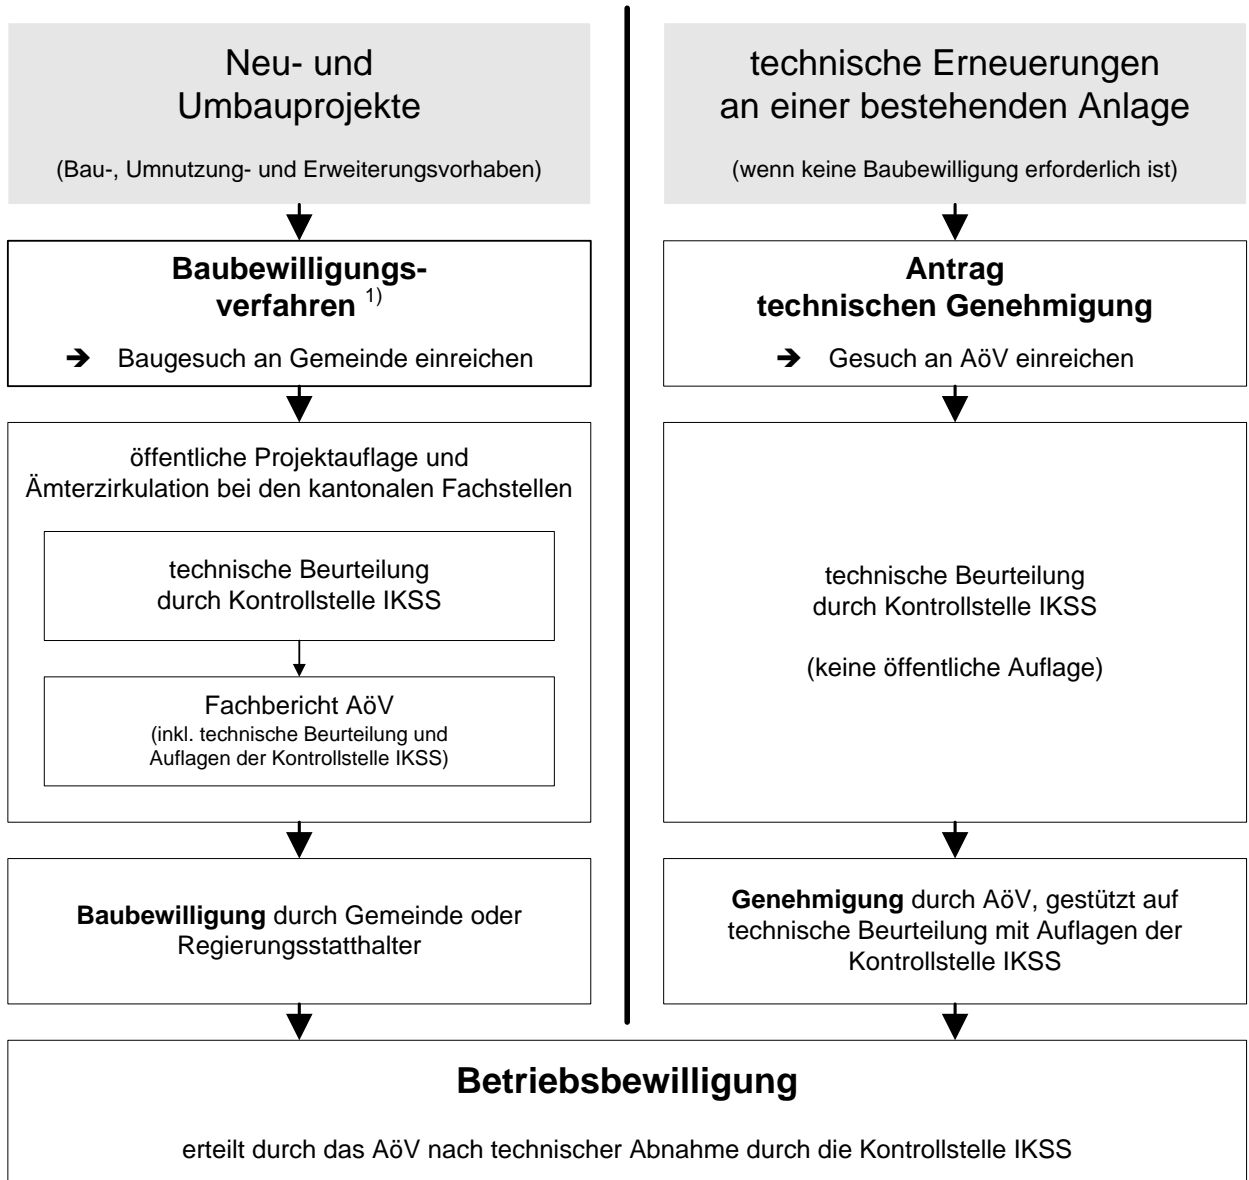 Neu- und
Umbauprojekte
(Bau-, Umnutzung- und Erweiterungsvorhaben)
Baubewilligungs-
verfahren 1)
➔ Baugesuch an Gemeinde einreichen
öffentliche Projektauflage und
Ämterzirkulation bei den kantonalen Fachstellen
technische Beurteilung
durch Kontrollstelle IKSS
Fachbericht AöV
(inkl. technische Beurteilung und
Auflagen der Kontrollstelle IKSS)
Baubewilligung durch Gemeinde oder
Regierungsstatthalter
technische Erneuerungen
an einer bestehenden Anlage
(wenn keine Baubewilligung erforderlich ist)
Antrag
technischen Genehmigung
➔ Gesuch an AöV einreichen
technische Beurteilung
durch Kontrollstelle IKSS
(keine öffentliche Auflage)
Genehmigung durch AöV, gestützt auf
technische Beurteilung mit Auflagen der
Kontrollstelle IKSS
Betriebsbewilligung
erteilt durch das AöV nach technischer Abnahme durch die Kontrollstelle IKSS